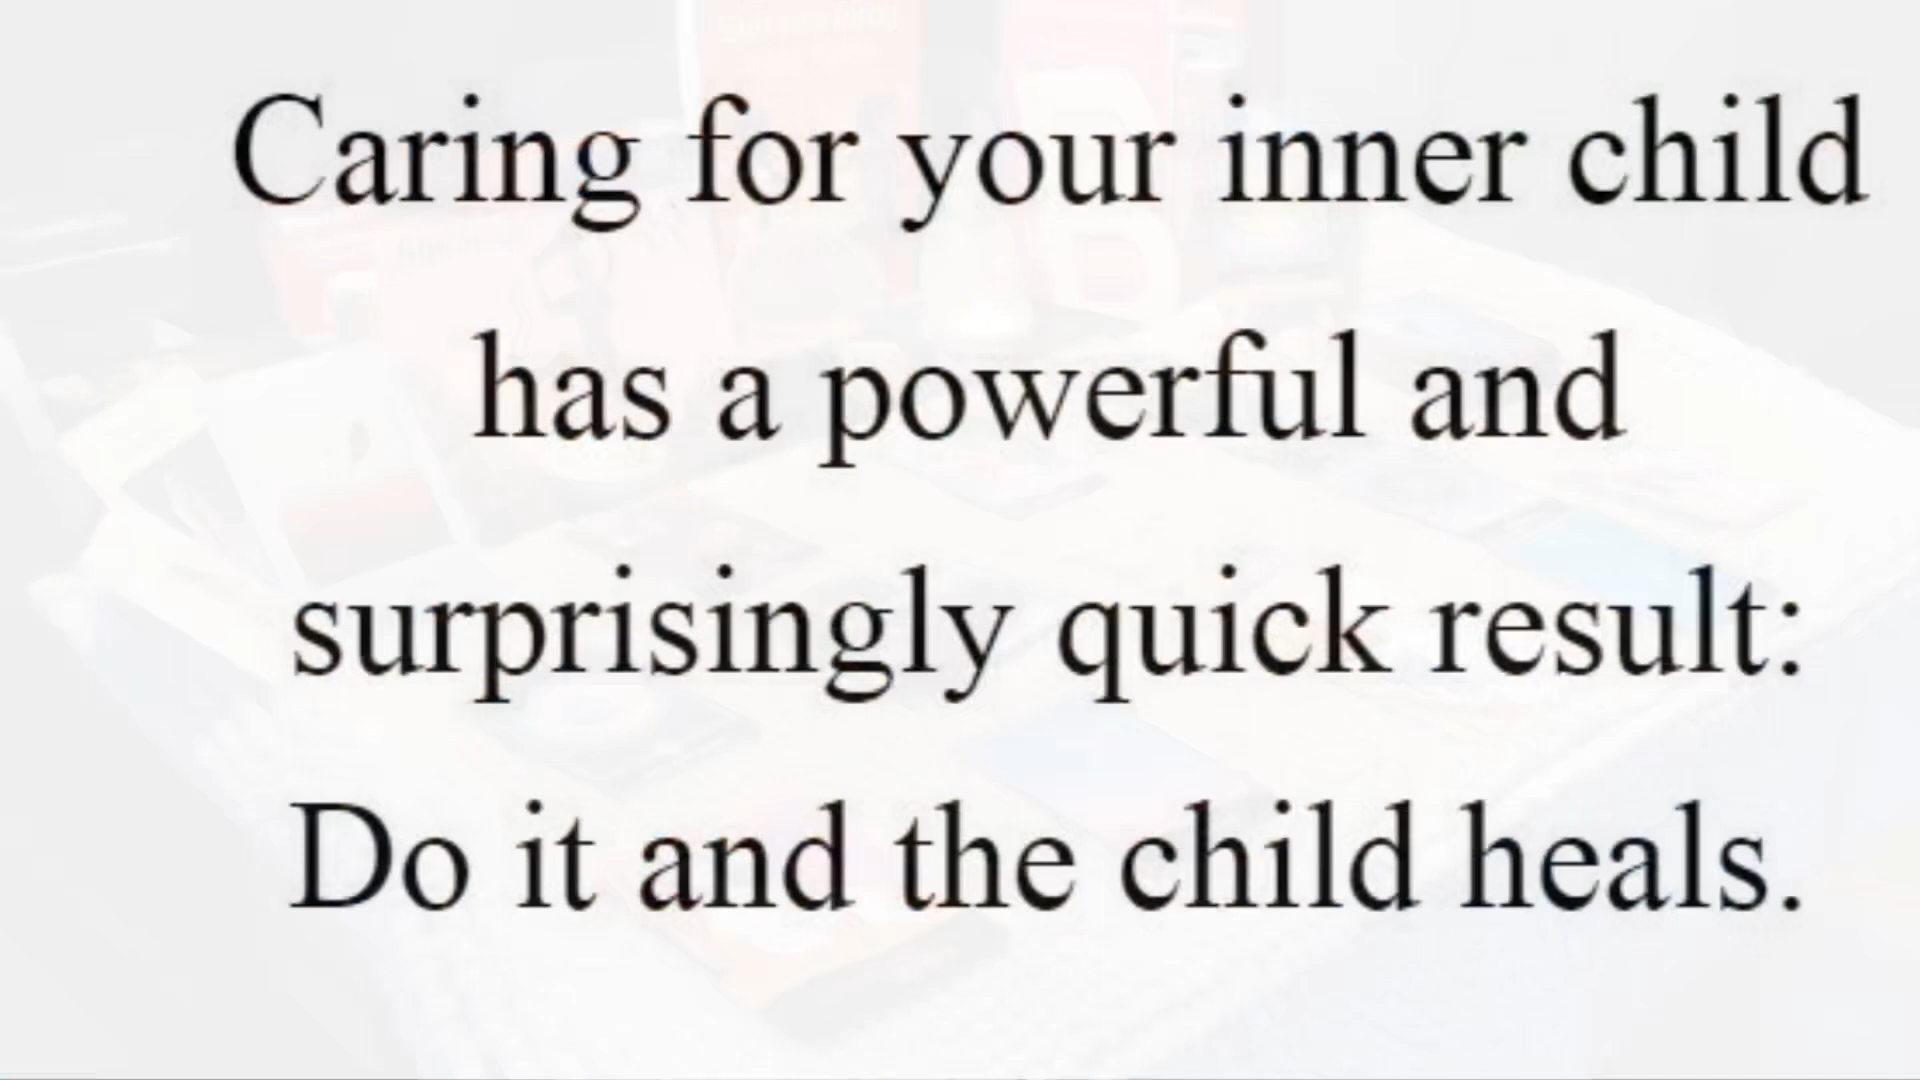 Caring for your inner child
has a powerful and
surprisingly quick result:
Do it and the child heals.